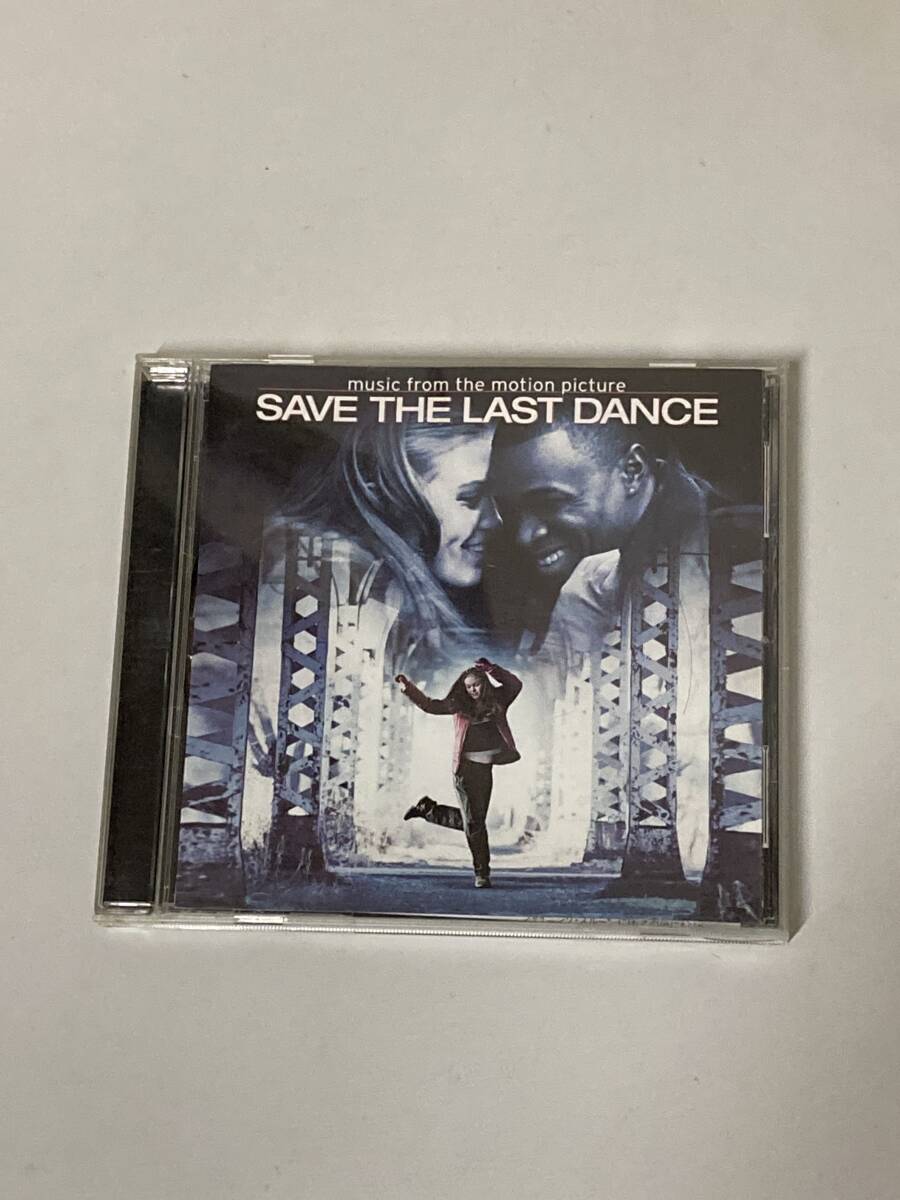 music from the motion picture
SAVE THE LAST DANCE